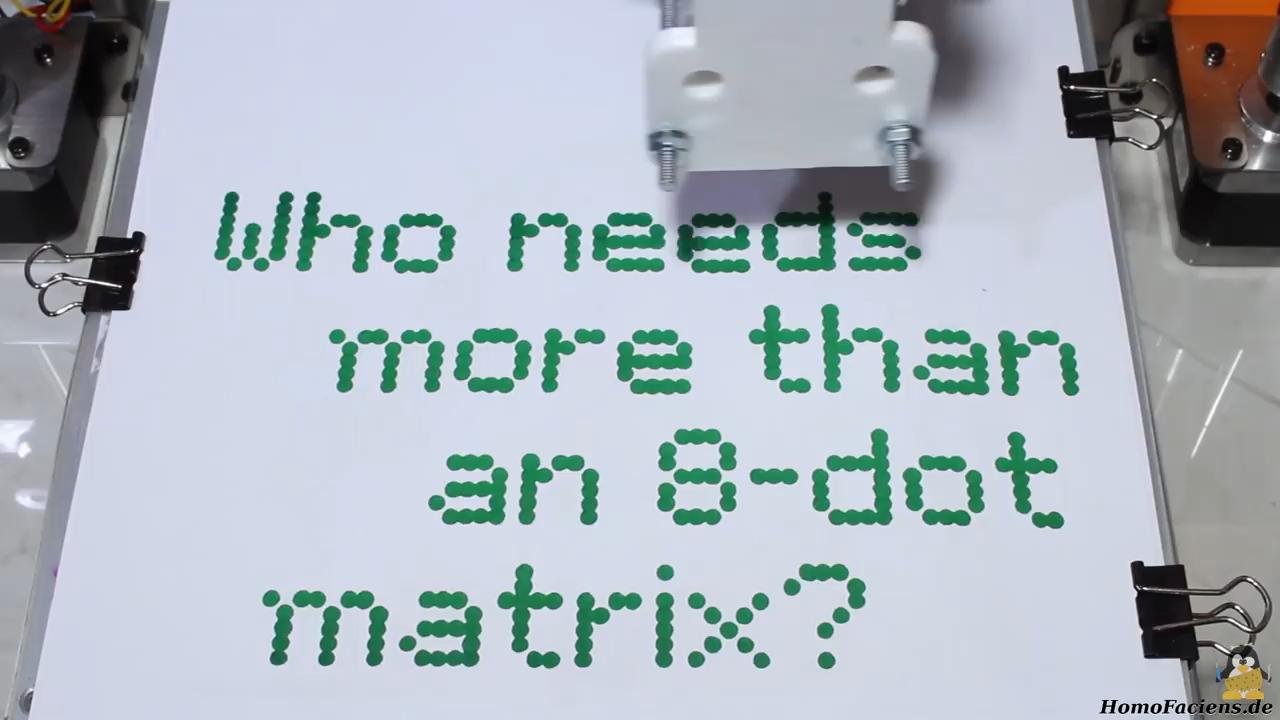 Who needs
more than
an 8-dot
matrix?
HomoFaciens.de